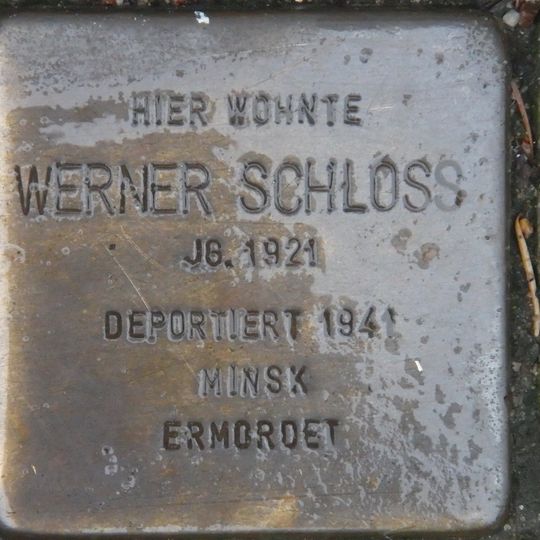 HIER WOHNTE
WERNER SCHLOSS
JG. 1921
DEPORTIERT 1941
MINSK
ERMORDET